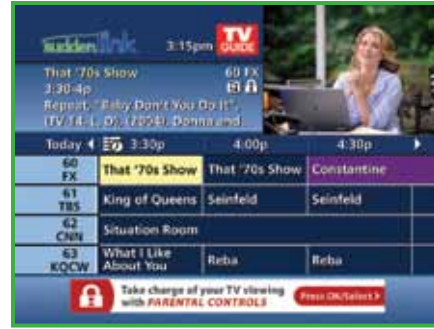 suddenlink 3:15pm TV GUIDE
That '70s Show 60 FX
3:30-4p
Repeat, "Baby Don't You
Do It",
(TV-14-L, D), (2004), Donna and
Today 3:30p 4:00p 4:30p
60 FX That '70s Show That '70s Show Constantine
61 TBS King of Queens Seinfeld Seinfeld
62 CNN Situation Room
63 KQCW What I Like About You Reba Reba
Take charge of your TV viewing
with PARENTAL CONTROLS
Press OK/Select